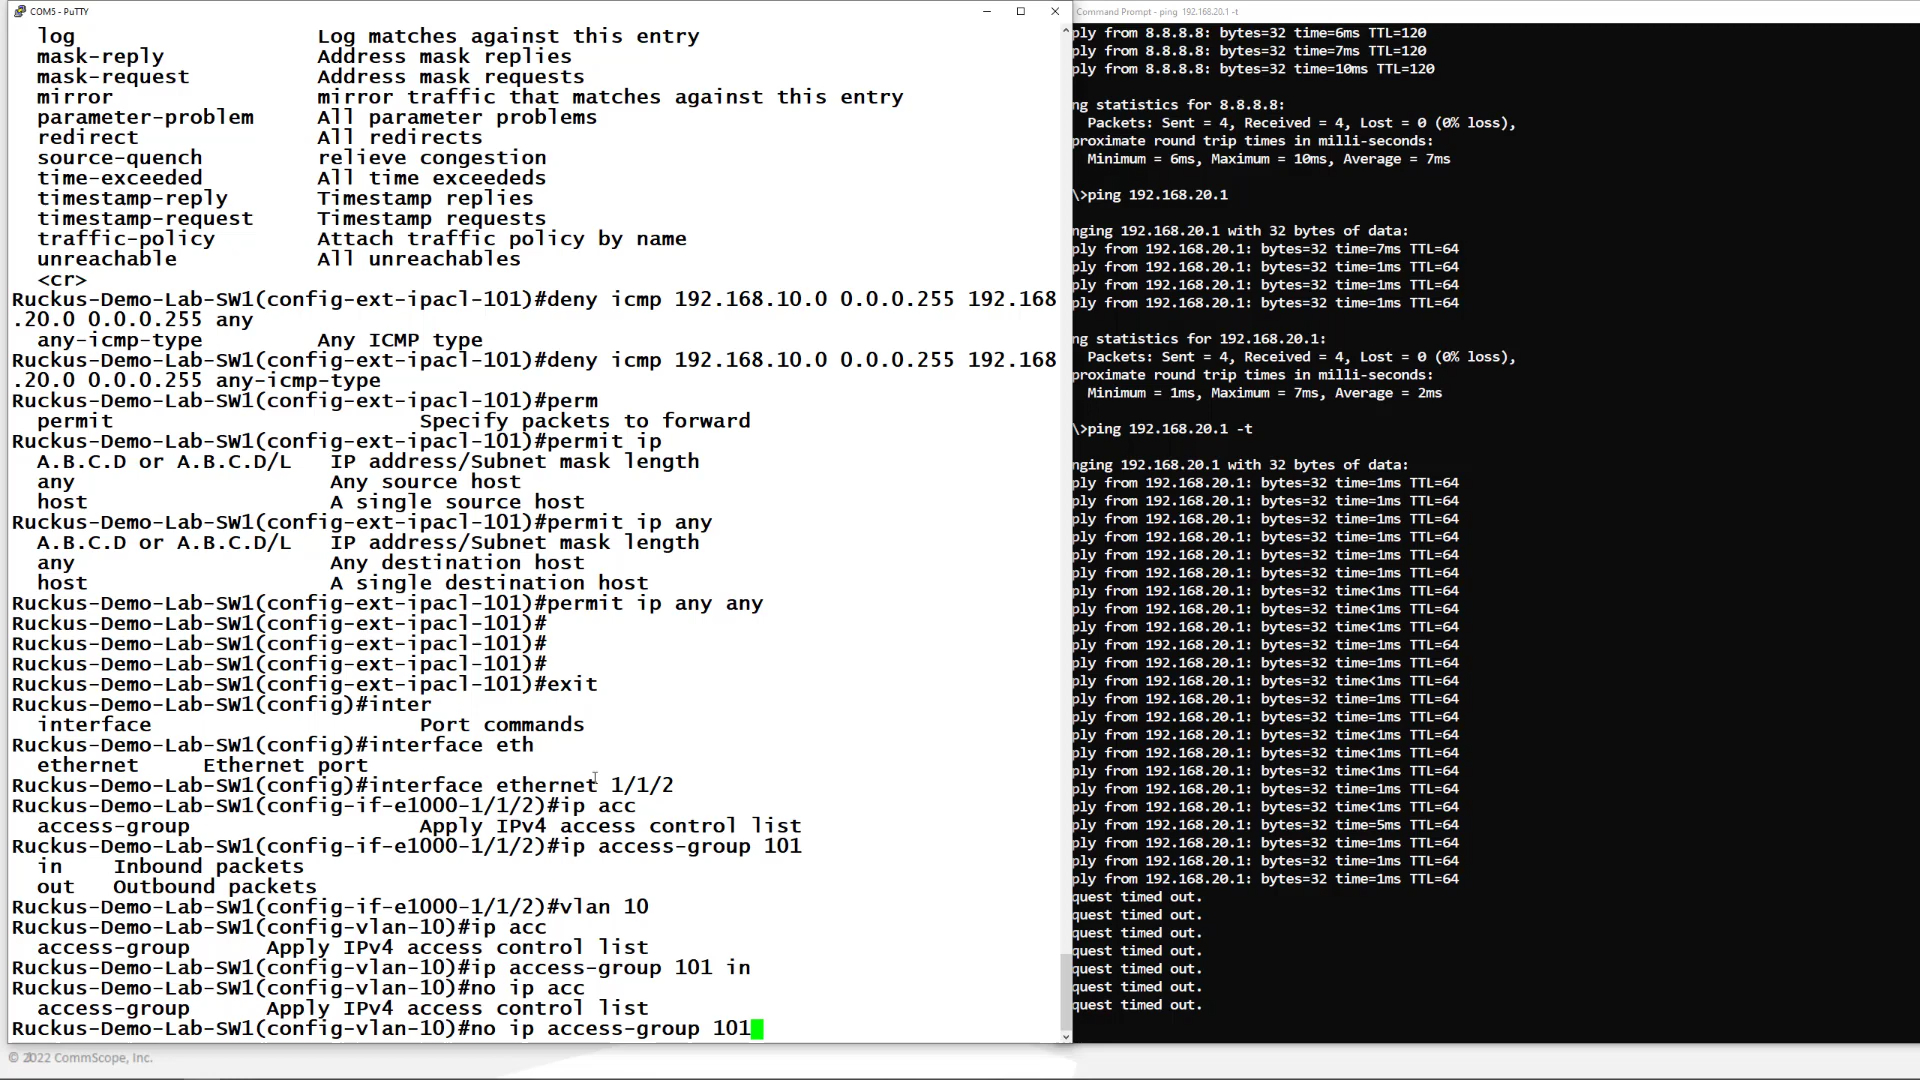 COM5 - PuTTY
log Log matches against this entry
mask-reply Address mask replies
mask-request Address mask requests
mirror mirror traffic that matches against this entry
parameter-problem All parameter problems
redirect All redirects
source-quench relieve congestion
time-exceeded All time exceededs
timestamp-reply Timestamp replies
timestamp-request Timestamp requests
traffic-policy Attach traffic policy by name
unreachable All unreachables
<cr>
Ruckus-Demo-Lab-SW1(config-ext-ipacl-101)#deny icmp 192.168.10.0 0.0.0.255 192.168
.20.0 0.0.0.255 any
any-icmp-type Any ICMP type
Ruckus-Demo-Lab-SW1(config-ext-ipacl-101)#deny icmp 192.168.10.0 0.0.0.255 192.168
.20.0 0.0.0.255 any-icmp-type
Ruckus-Demo-Lab-SW1(config-ext-ipacl-101)#perm
permit Specify packets to forward
Ruckus-Demo-Lab-SW1(config-ext-ipacl-101)#permit ip
A.B.C.D or A.B.C.D/L IP address/Subnet mask length
any Any source host
host A single source host
Ruckus-Demo-Lab-SW1(config-ext-ipacl-101)#permit ip any
A.B.C.D or A.B.C.D/L IP address/Subnet mask length
any Any destination host
host A single destination host
Ruckus-Demo-Lab-SW1(config-ext-ipacl-101)#permit ip any any
Ruckus-Demo-Lab-SW1(config-ext-ipacl-101)#
Ruckus-Demo-Lab-SW1(config-ext-ipacl-101)#
Ruckus-Demo-Lab-SW1(config-ext-ipacl-101)#
Ruckus-Demo-Lab-SW1(config-ext-ipacl-101)#exit
Ruckus-Demo-Lab-SW1(config)#inter
interface Port commands
Ruckus-Demo-Lab-SW1(config)#interface eth
ethernet Ethernet port
Ruckus-Demo-Lab-SW1(config)#interface ethernet 1/1/2
Ruckus-Demo-Lab-SW1(config-if-e1000-1/1/2)#ip acc
access-group Apply IPv4 access control list
Ruckus-Demo-Lab-SW1(config-if-e1000-1/1/2)#ip access-group 101
in Inbound packets
out Outbound packets
Ruckus-Demo-Lab-SW1(config-if-e1000-1/1/2)#vlan 10
Ruckus-Demo-Lab-SW1(config-vlan-10)#ip acc
access-group Apply IPv4 access control list
Ruckus-Demo-Lab-SW1(config-vlan-10)#ip access-group 101 in
Ruckus-Demo-Lab-SW1(config-vlan-10)#no ip acc
access-group Apply IPv4 access control list
Ruckus-Demo-Lab-SW1(config-vlan-10)#no ip access-group 101
Command Prompt - ping 192.168.20.1 -t
ply from 8.8.8.8: bytes=32 time=6ms TTL=120
ply from 8.8.8.8: bytes=32 time=7ms TTL=120
ply from 8.8.8.8: bytes=32 time=10ms TTL=120
ng statistics for 8.8.8.8:
Packets: Sent = 4, Received = 4, Lost = 0 (0% loss),
proximate round trip times in milli-seconds:
Minimum = 6ms, Maximum = 10ms, Average = 7ms
\>ping 192.168.20.1
nging 192.168.20.1 with 32 bytes of data:
ply from 192.168.20.1: bytes=32 time=7ms TTL=64
ply from 192.168.20.1: bytes=32 time=1ms TTL=64
ply from 192.168.20.1: bytes=32 time=1ms TTL=64
ply from 192.168.20.1: bytes=32 time=1ms TTL=64
ng statistics for 192.168.20.1:
Packets: Sent = 4, Received = 4, Lost = 0 (0% loss),
proximate round trip times in milli-seconds:
Minimum = 1ms, Maximum = 7ms, Average = 2ms
\>ping 192.168.20.1 -t
nging 192.168.20.1 with 32 bytes of data:
ply from 192.168.20.1: bytes=32 time=1ms TTL=64
ply from 192.168.20.1: bytes=32 time=1ms TTL=64
ply from 192.168.20.1: bytes=32 time=1ms TTL=64
ply from 192.168.20.1: bytes=32 time=1ms TTL=64
ply from 192.168.20.1: bytes=32 time=1ms TTL=64
ply from 192.168.20.1: bytes=32 time=1ms TTL=64
ply from 192.168.20.1: bytes=32 time<1ms TTL=64
ply from 192.168.20.1: bytes=32 time<1ms TTL=64
ply from 192.168.20.1: bytes=32 time<1ms TTL=64
ply from 192.168.20.1: bytes=32 time=1ms TTL=64
ply from 192.168.20.1: bytes=32 time=1ms TTL=64
ply from 192.168.20.1: bytes=32 time<1ms TTL=64
ply from 192.168.20.1: bytes=32 time=1ms TTL=64
ply from 192.168.20.1: bytes=32 time=1ms TTL=64
ply from 192.168.20.1: bytes=32 time<1ms TTL=64
ply from 192.168.20.1: bytes=32 time<1ms TTL=64
ply from 192.168.20.1: bytes=32 time<1ms TTL=64
ply from 192.168.20.1: bytes=32 time=1ms TTL=64
ply from 192.168.20.1: bytes=32 time<1ms TTL=64
ply from 192.168.20.1: bytes=32 time=5ms TTL=64
ply from 192.168.20.1: bytes=32 time=1ms TTL=64
ply from 192.168.20.1: bytes=32 time=1ms TTL=64
ply from 192.168.20.1: bytes=32 time=1ms TTL=64
quest timed out.
quest timed out.
quest timed out.
quest timed out.
quest timed out.
quest timed out.
quest timed out.
© 2022 CommScope, Inc.